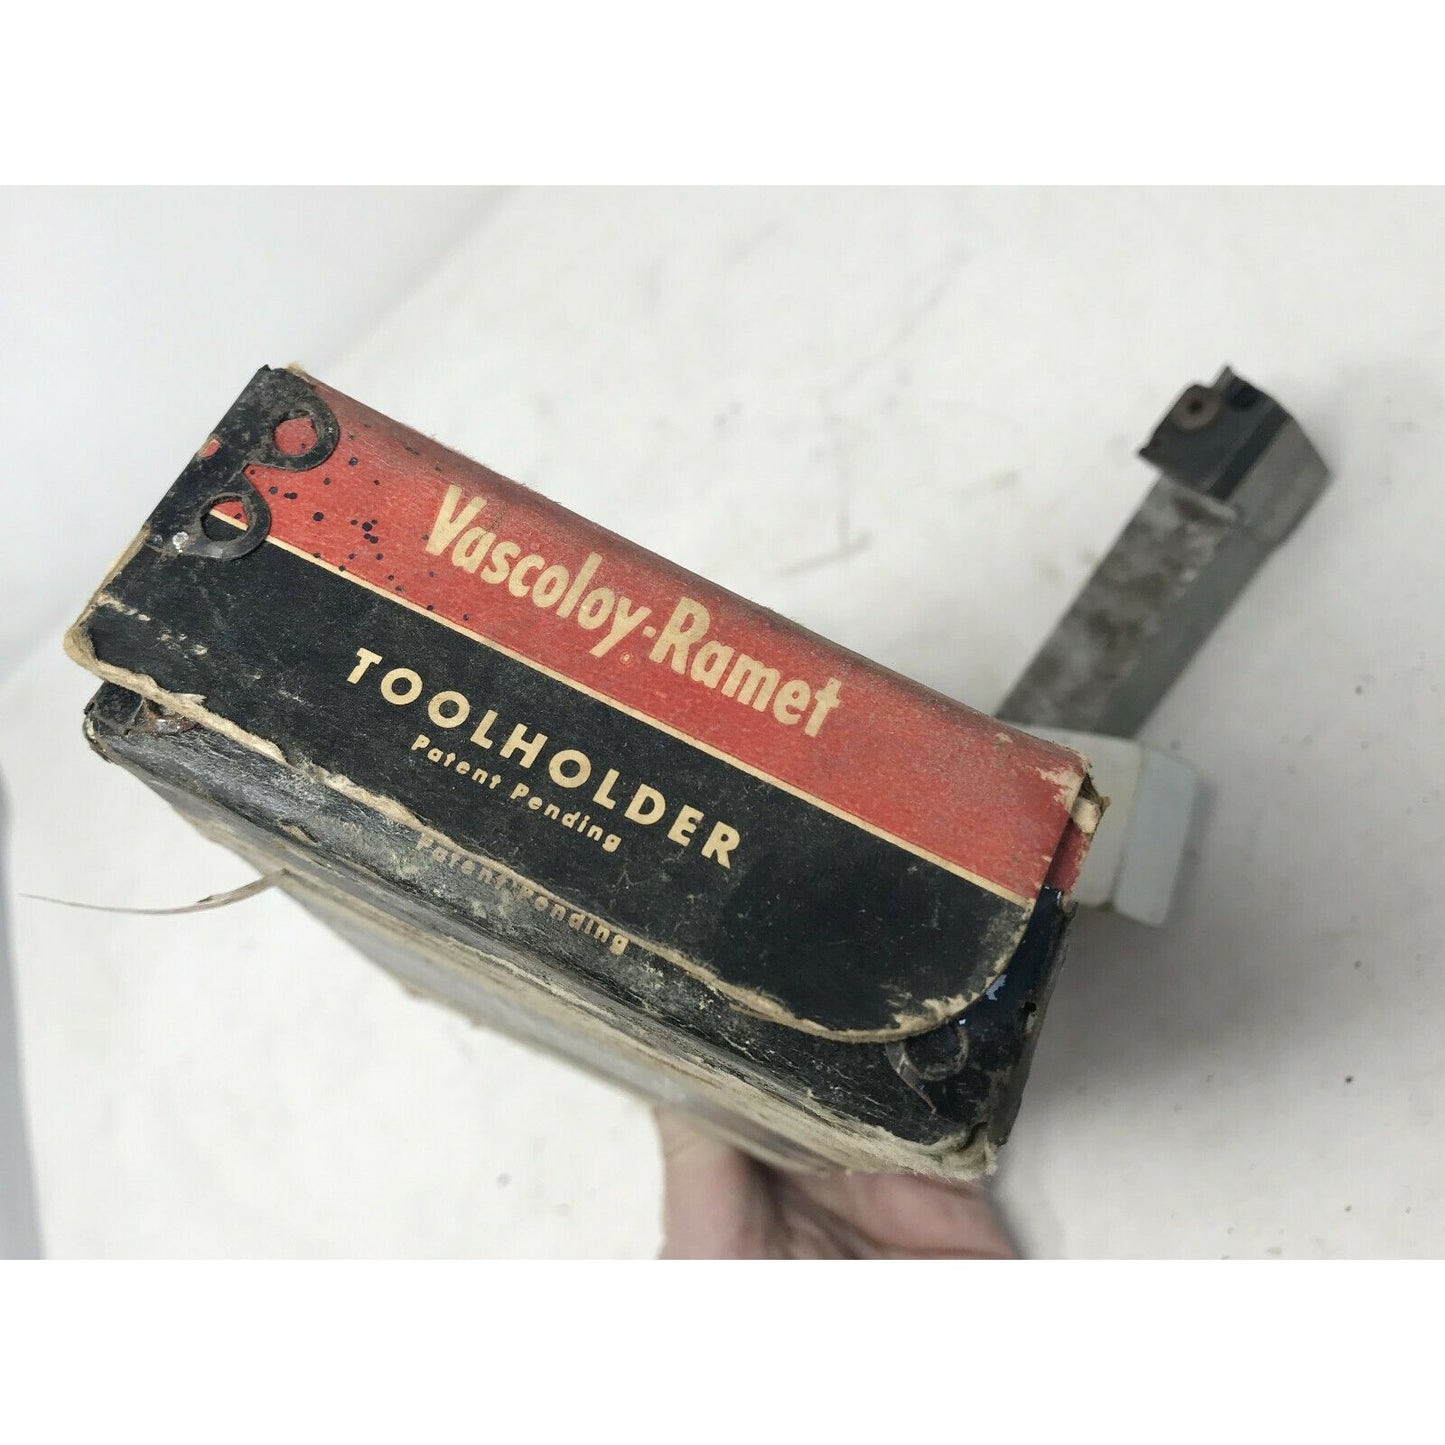 Vascoloy-Ramet
TOOLHOLDER
Patent Pending
Patent Pending